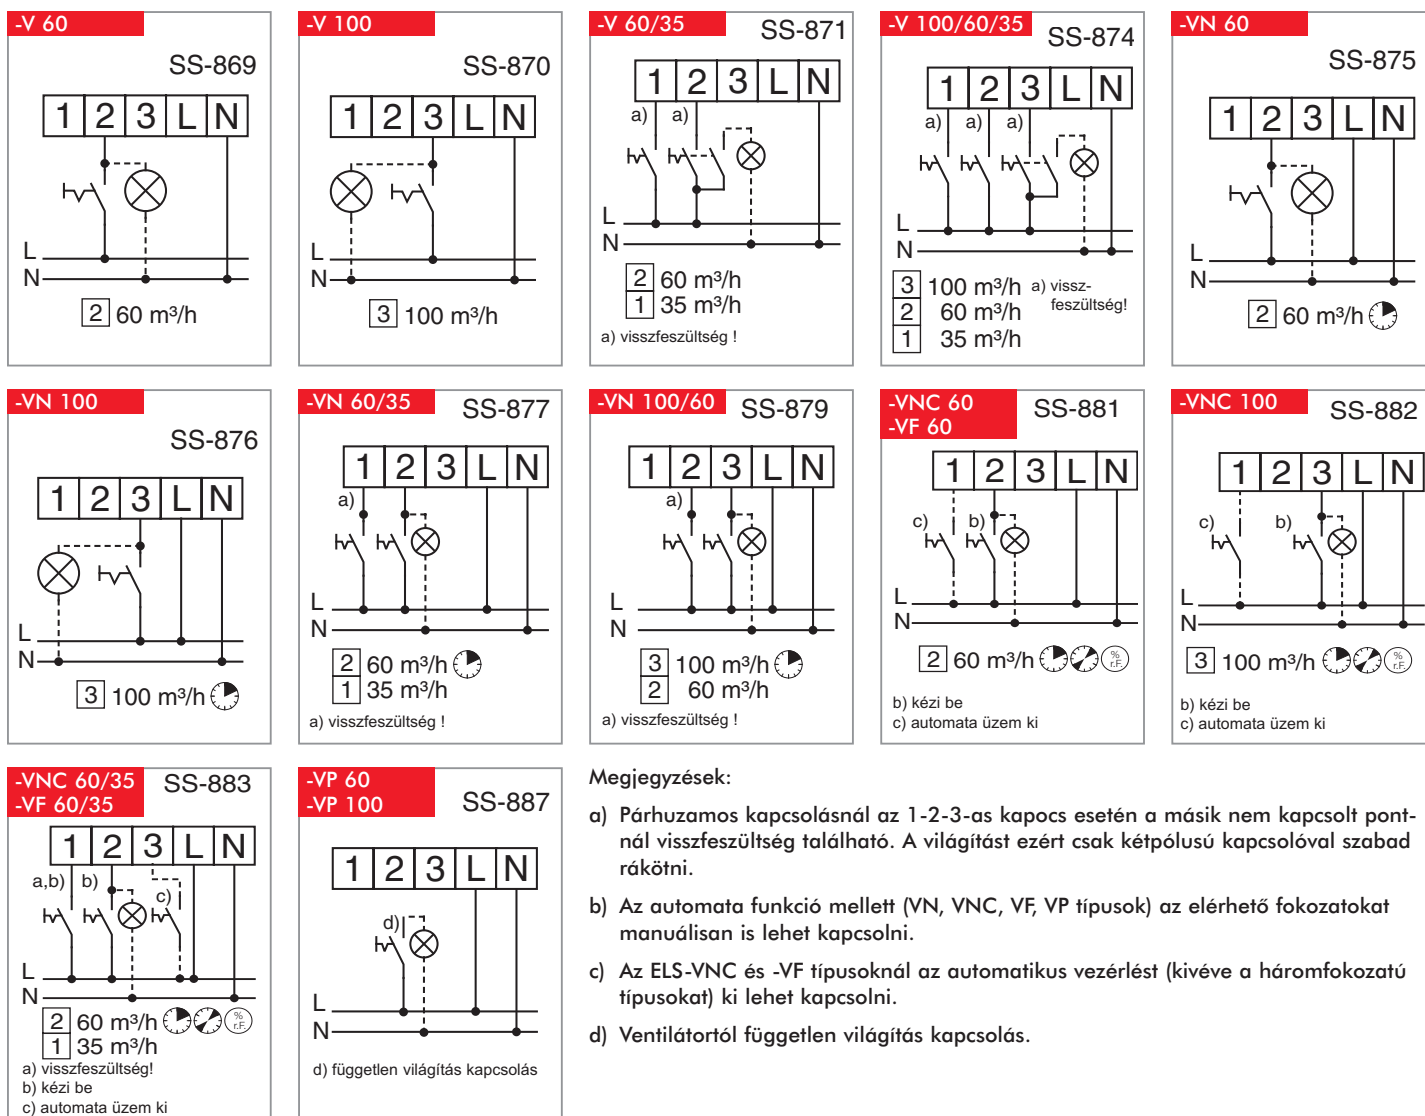 -V 60
SS-869
1 2 3 L N
L
N
2 60 m³/h
-V 100
SS-870
1 2 3 L N
L
N
3 100 m³/h
-V 60/35
SS-871
1 2 3 L N
a) a)
L
N
2 60 m³/h
1 35 m³/h
a) visszfeszültség !
-V 100/60/35
SS-874
1 2 3 L N
a) a) a)
L
N
3 100 m³/h a) vissz-
2 60 m³/h feszültség!
1 35 m³/h
-VN 60
SS-875
1 2 3 L N
L
N
2 60 m³/h
-VN 100
SS-876
1 2 3 L N
L
N
3 100 m³/h
-VN 60/35
SS-877
1 2 3 L N
a)
L
N
2 60 m³/h
1 35 m³/h
a) visszfeszültség !
-VN 100/60
SS-879
1 2 3 L N
a)
L
N
3 100 m³/h
2 60 m³/h
a) visszfeszültség !
-VNC 60
-VF 60
SS-881
1 2 3 L N
c) b)
L
N
2 60 m³/h % r.F.
b) kézi be
c) automata üzem ki
-VNC 100
SS-882
1 2 3 L N
c) b)
L
N
3 100 m³/h % r.F.
b) kézi be
c) automata üzem ki
-VNC 60/35
-VF 60/35
SS-883
1 2 3 L N
a,b) b) c)
L
N
2 60 m³/h % r.F.
1 35 m³/h
a) visszfeszültség!
b) kézi be
c) automata üzem ki
-VP 60
-VP 100
SS-887
1 2 3 L N
d)
L
N
d) független világítás kapcsolás
Megjegyzések:
a) Párhuzamos kapcsolásnál az 1-2-3-as kapocs esetén a másik nem kapcsolt pont-
nál visszfeszültség található. A világítást ezért csak kétpólusú kapcsolóval szabad
rákötni.
b) Az automata funkció mellett (VN, VNC, VF, VP típusok) az elérhető fokozatokat
manuálisan is lehet kapcsolni.
c) Az ELS-VNC és -VF típusoknál az automatikus vezérlést (kivéve a háromfokozatú
típusokat) ki lehet kapcsolni.
d) Ventilátortól független világítás kapcsolás.